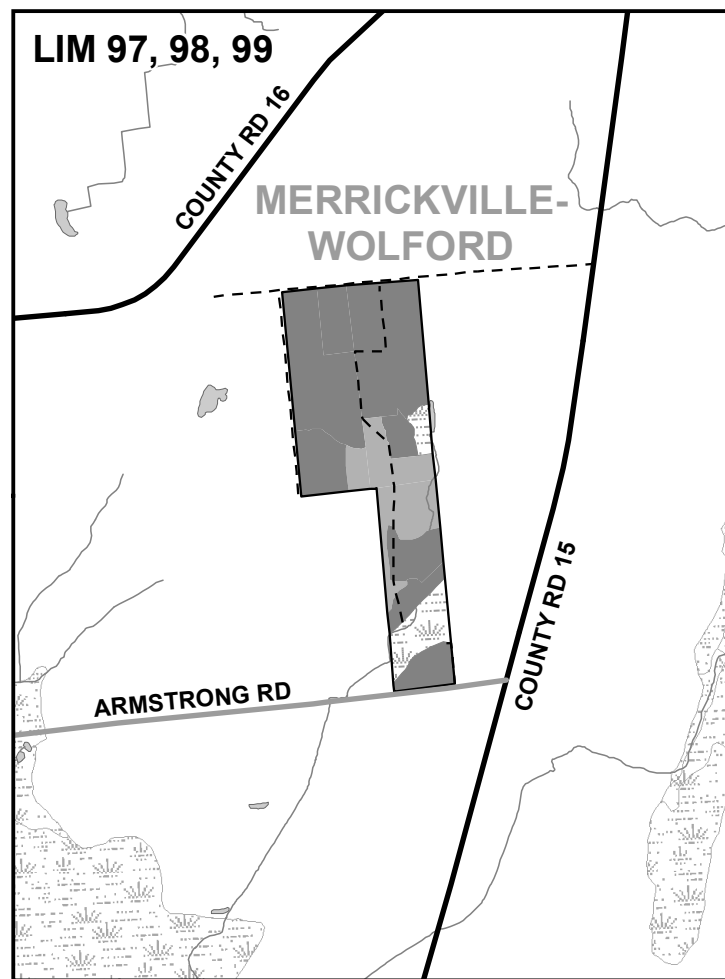 LIM 97, 98, 99
COUNTY RD 16
MERRICKVILLE-
WOLFORD
COUNTY RD 15
ARMSTRONG RD